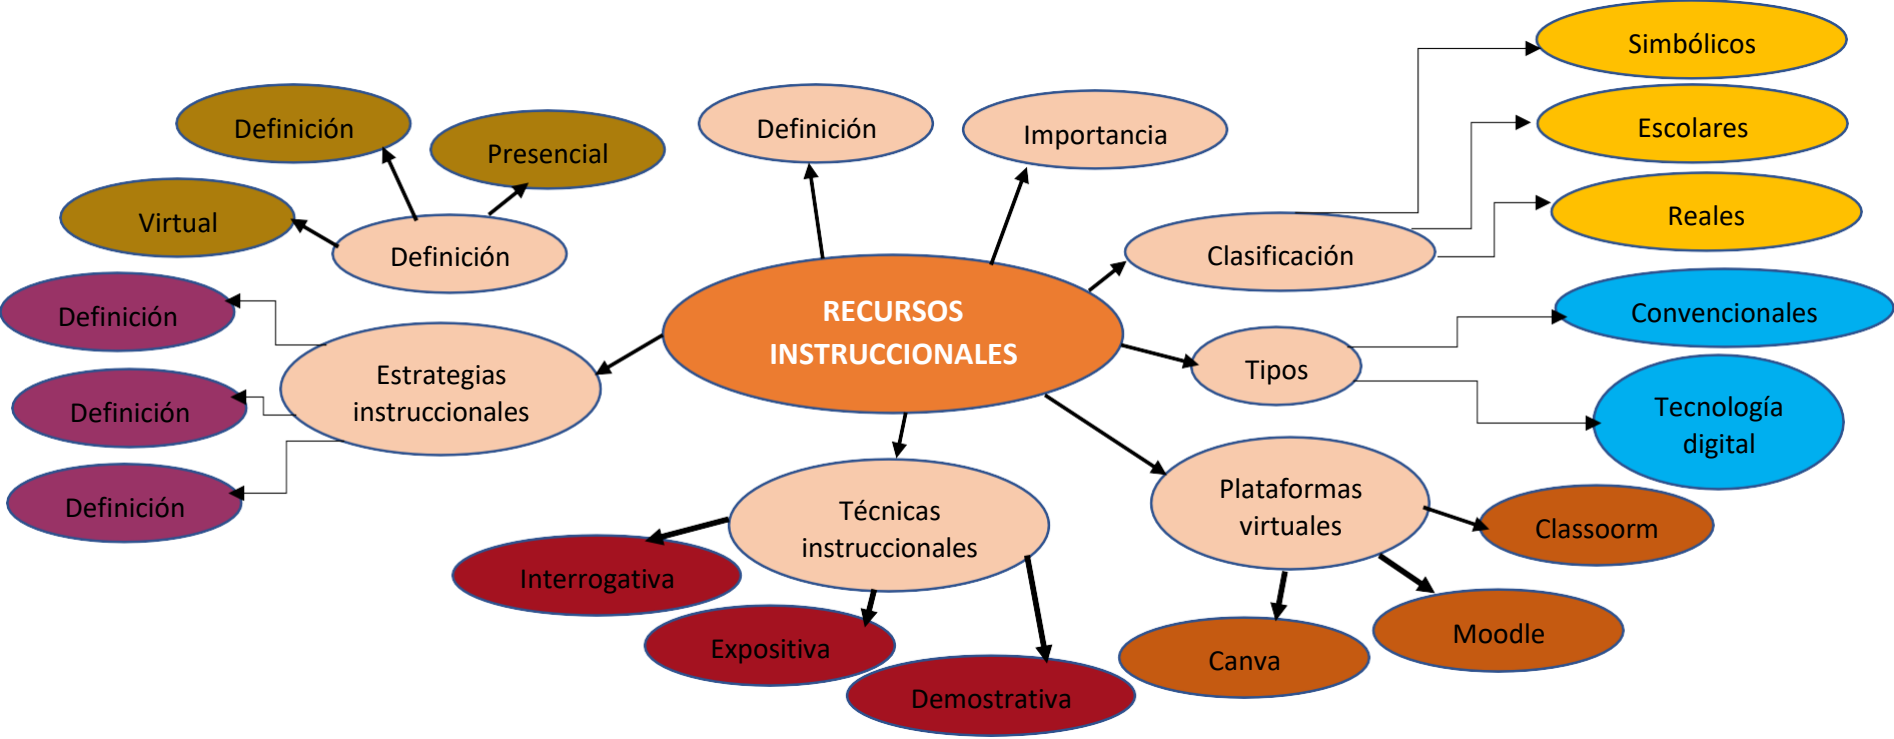 Simbólicos
Definición
Presencial
Definición
Importancia
Escolares
Virtual
Definición
Clasificación
Reales
Definición
Estrategias
instruccionales
RECURSOS
INSTRUCCIONALES
Tipos
Convencionales
Definición
Tecnología
digital
Definición
Técnicas
instruccionales
Plataformas
virtuales
Classoorm
Interrogativa
Expositiva
Demostrativa
Canva
Moodle